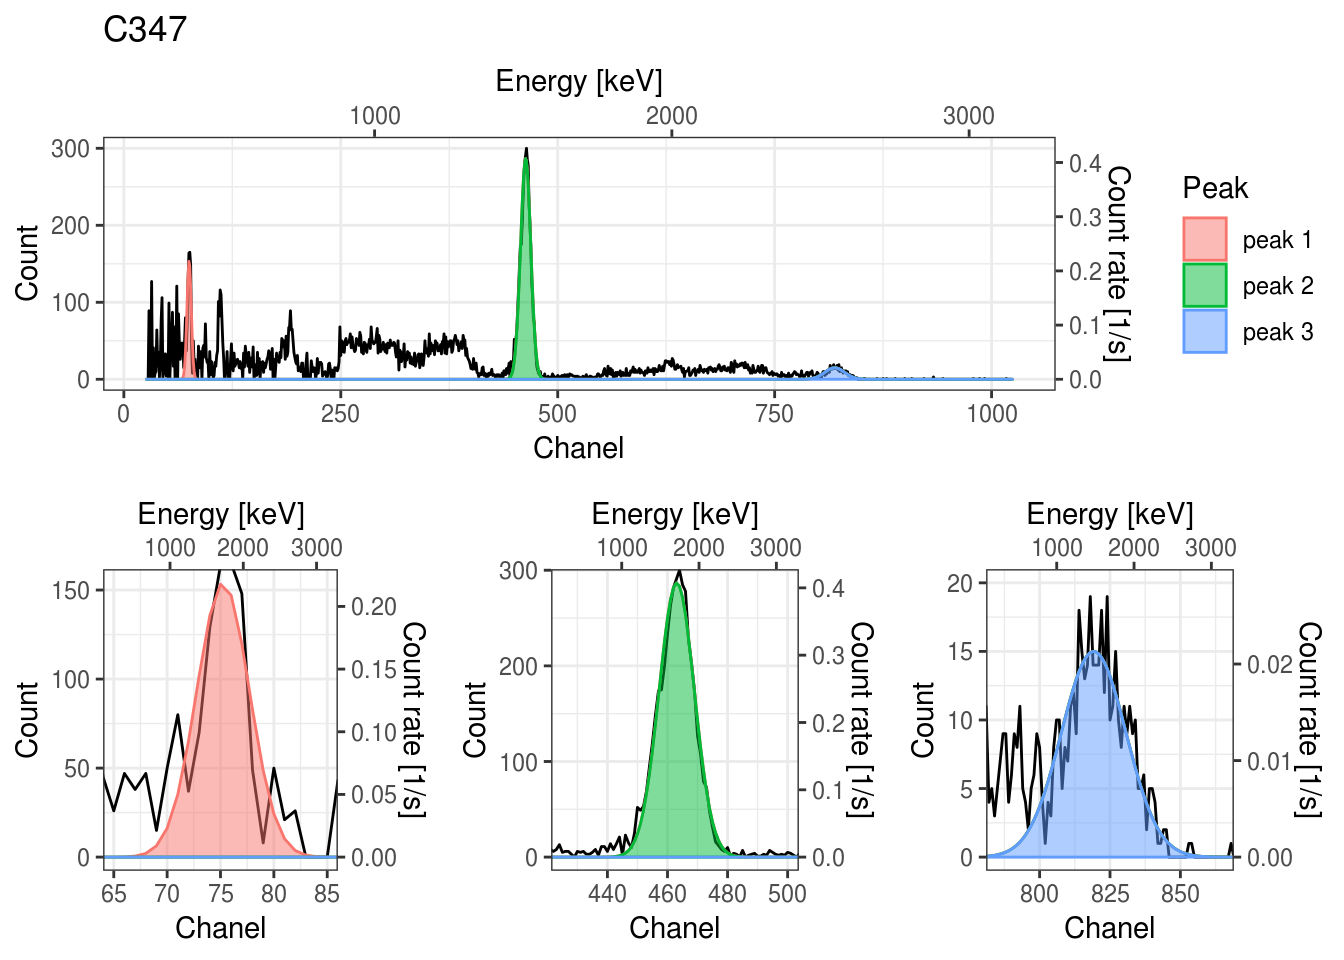 C347
Energy [keV]
1000 2000 3000
300
200
100
0
Count
0.4
0.3
0.2
0.1
0.0
Count rate [1/s]
0 250 500 750 1000
Chanel
Peak
peak 1
peak 2
peak 3
Energy [keV]
1000 2000 3000
150
100
50
0
Count
0.20
0.15
0.10
0.05
0.00
Count rate [1/s]
65 70 75 80 85
Chanel
Energy [keV]
1000 2000 3000
300
200
100
0
Count
0.4
0.3
0.2
0.1
0.0
Count rate [1/s]
440 460 480 500
Chanel
Energy [keV]
1000 2000 3000
20
15
10
5
0
Count
0.02
0.01
0.00
Count rate [1/s]
800 825 850
Chanel